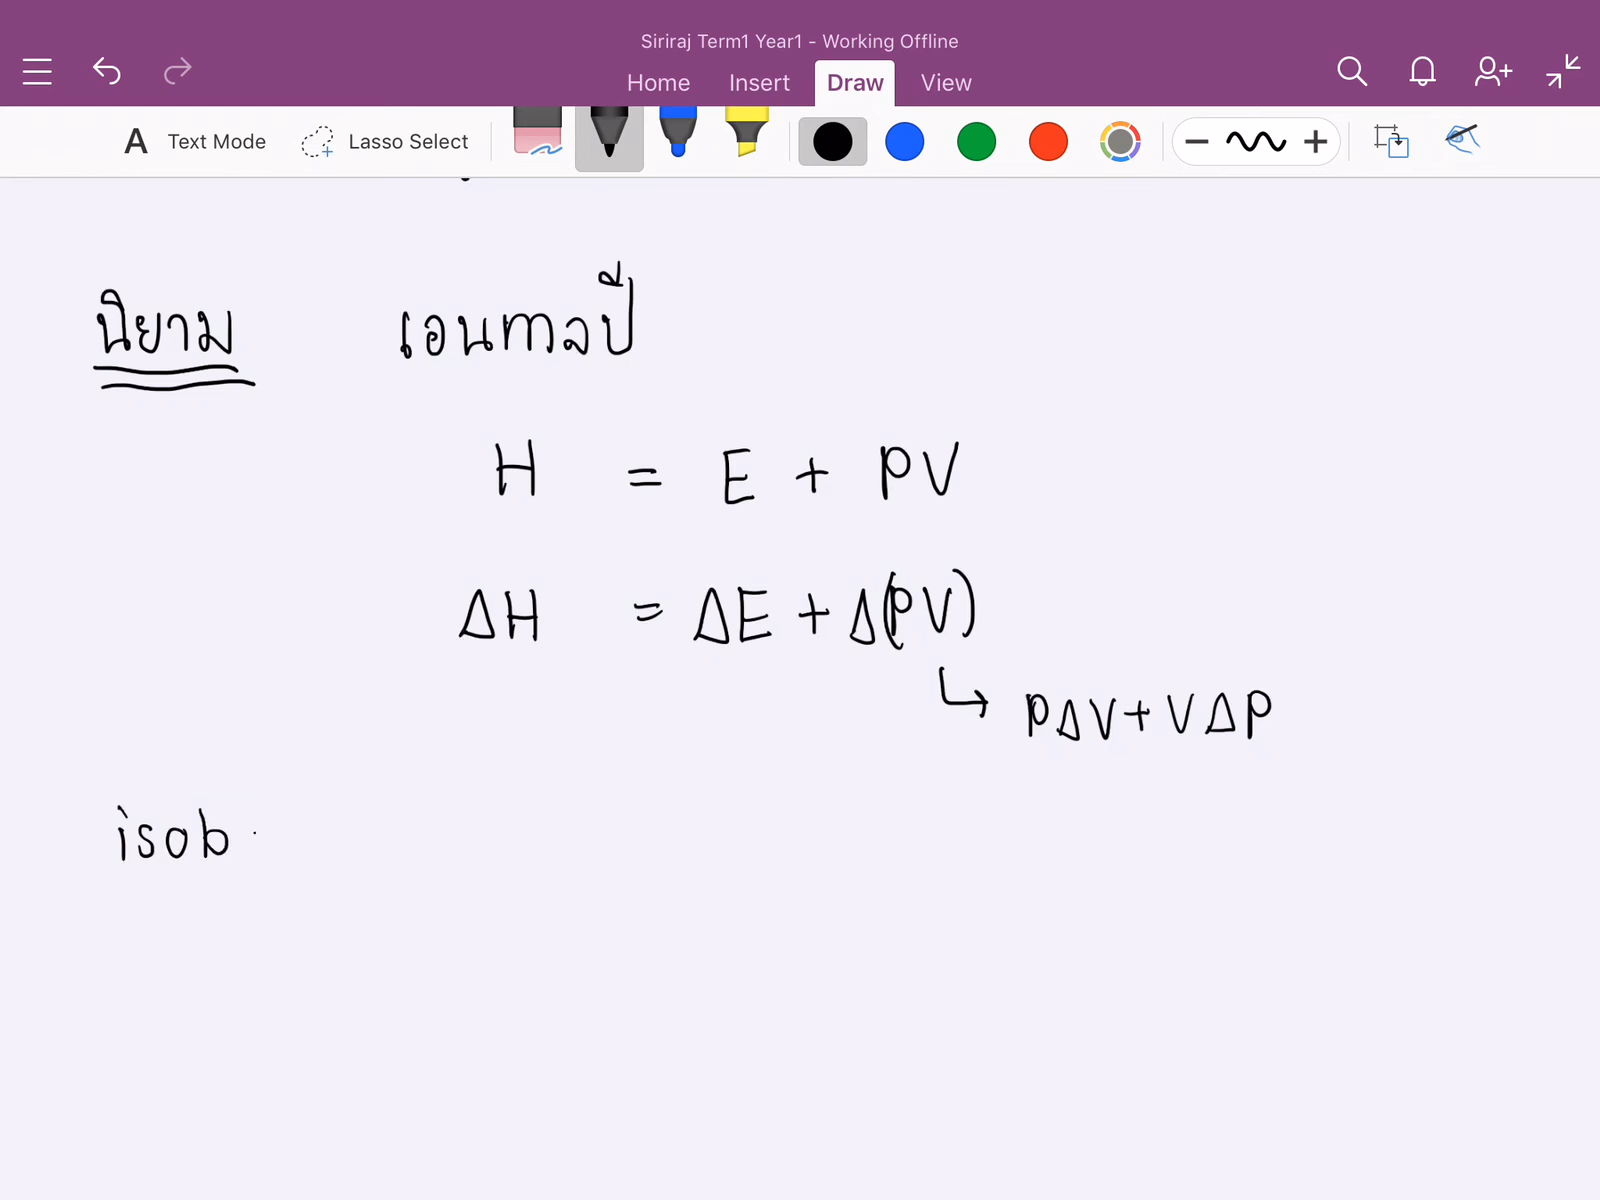 Siriraj Term1 Year1 - Working Offline
Home Insert Draw View
A Text Mode Lasso Select
นิยาม เอนทาลปี
H = E + PV
ΔH = ΔE + Δ(PV)
↳ PΔV + VΔP
isob